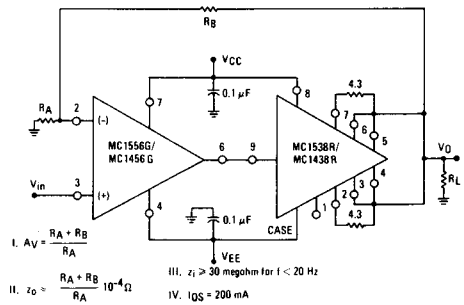 RB
VCC
8
4.3
0.1 µF
7
RA
2
(-)
7
6
5
MC1556G/
MC1456G
MC1538R/
MC1438R
VO
6
9
4
RL
Vin
3
(+)
3
2
1
4
0.1 µF
4.3
CASE
VEE
I. AV = RA + RB / RA
II. zo ≈ RA + RB / RA 10-4 Ω
III. zi ⩾ 30 megohm for f < 20 Hz
IV. IOS = 200 mA